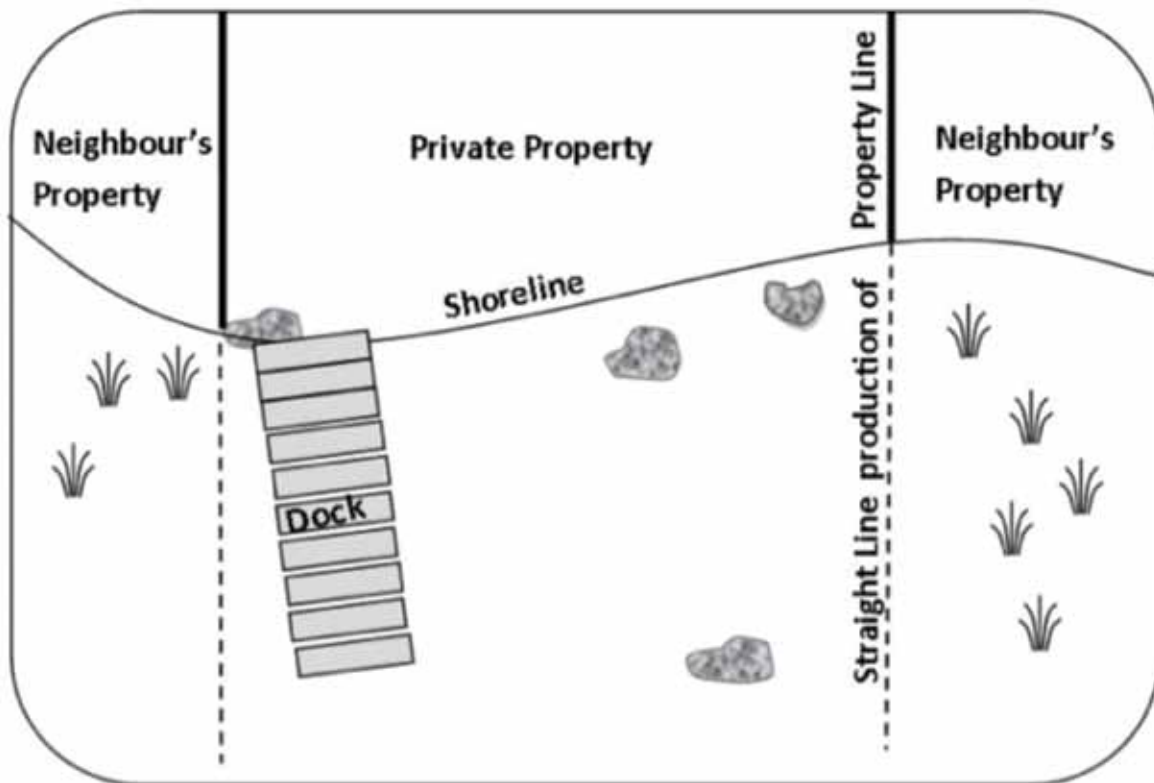 Neighbour's
Property
Private Property
Property Line
Neighbour's
Property
Shoreline
Straight Line production of
Dock